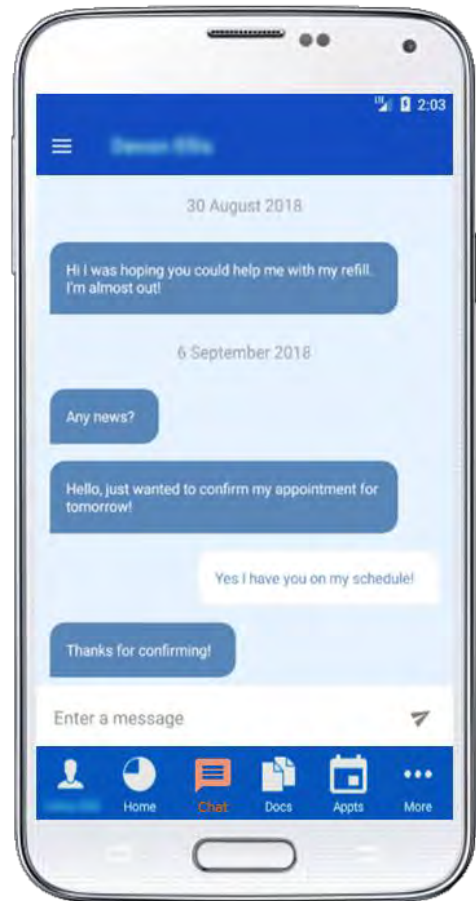 LTE 2:03
30 August 2018
Hi I was hoping you could help me with my refill.
I'm almost out!
6 September 2018
Any news?
Hello, just wanted to confirm my appointment for
tomorrow!
Yes I have you on my schedule!
Thanks for confirming!
Enter a message
Home Chat Docs Appts More